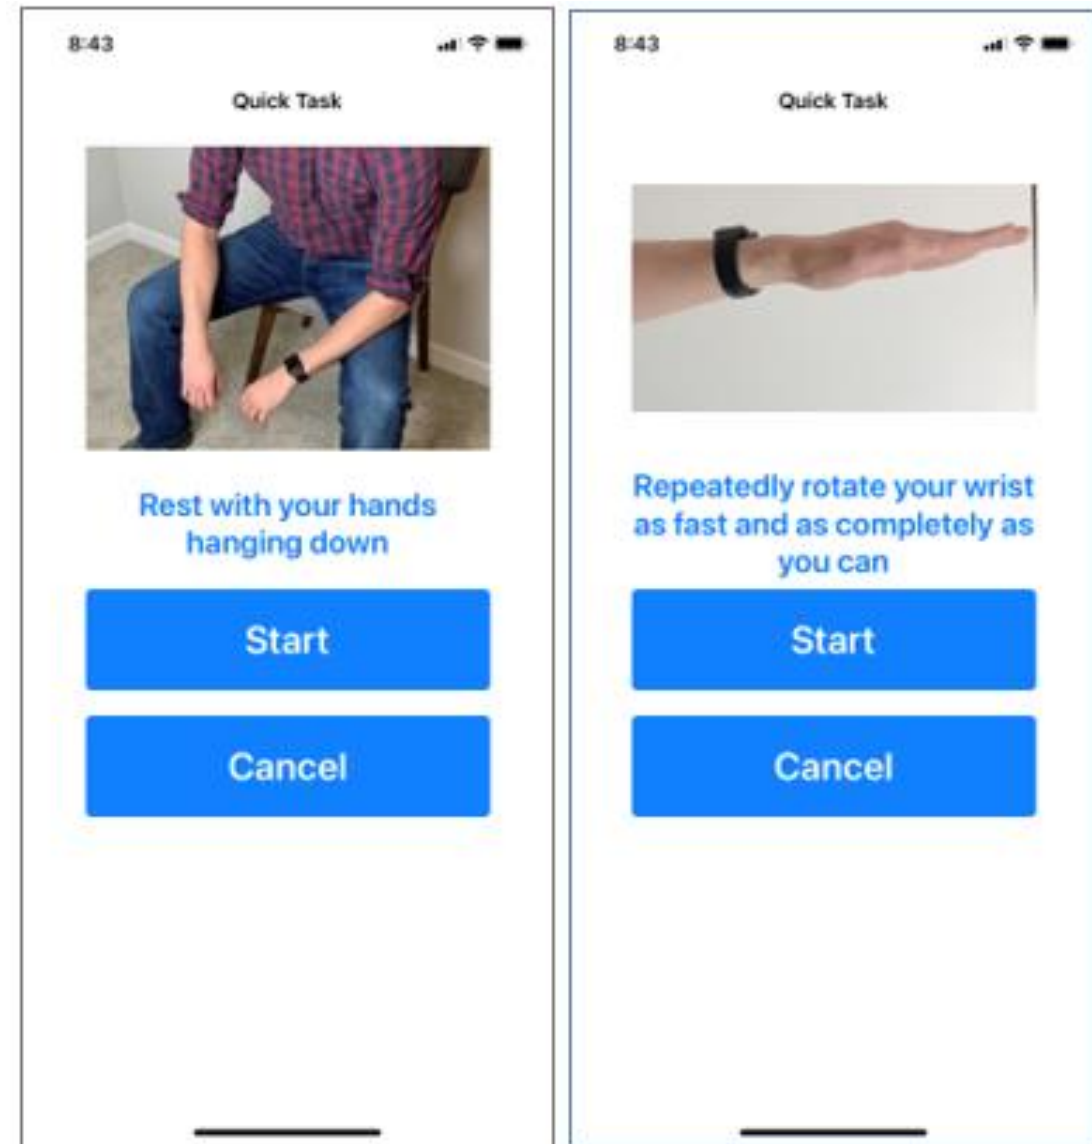 8:43
Quick Task
Rest with your hands
hanging down
Start
Cancel
8:43
Quick Task
Repeatedly rotate your wrist
as fast and as completely as
you can
Start
Cancel